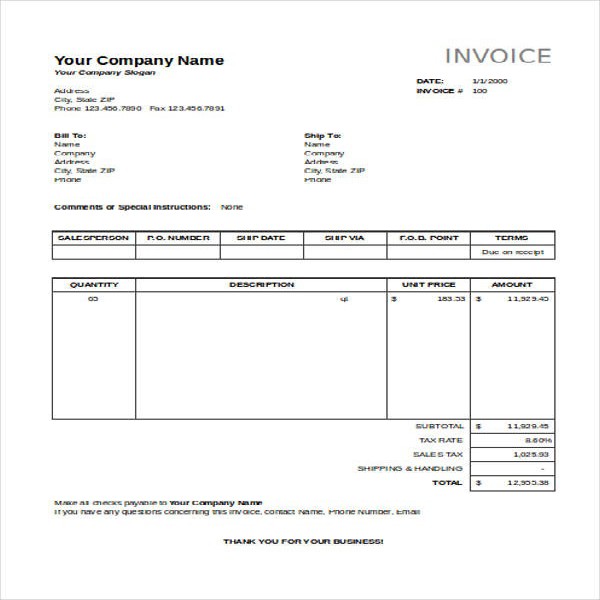 INVOICE
Your Company Name
Your Company Slogan
DATE: 1/1/2000
INVOICE # 100
Address
City, State ZIP
Phone 123.456.7890 Fax 123.456.7891
Bill To: Ship To:
Name Name
Company Company
Address Address
City, State ZIP City, State ZIP
Phone Phone
Comments or Special Instructions: None
SALESPERSON P.O. NUMBER SHIP DATE SHIP VIA F.O.B. POINT TERMS
Due on receipt
QUANTITY DESCRIPTION UNIT PRICE AMOUNT
65 ql $ 183.53 $ 11,929.45
SUBTOTAL $ 11,929.45
TAX RATE 8.60%
SALES TAX 1,025.93
SHIPPING & HANDLING -
TOTAL $ 12,955.38
Make all checks payable to Your Company Name
If you have any questions concerning this invoice, contact Name, Phone Number, Email
THANK YOU FOR YOUR BUSINESS!